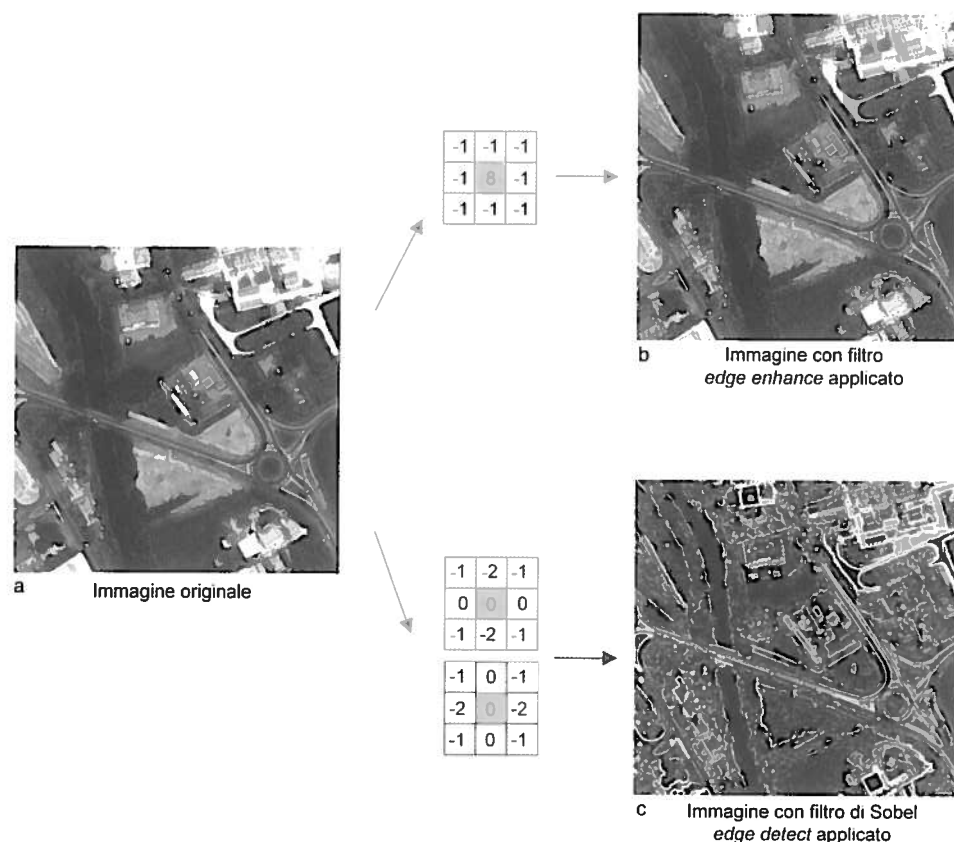 -1 -1 -1
-1 8 -1
-1 -1 -1
b Immagine con filtro
edge enhance applicato
a Immagine originale
-1 -2 -1
0 0 0
-1 -2 -1
-1 0 -1
-2 0 -2
-1 0 -1
c Immagine con filtro di Sobel
edge detect applicato